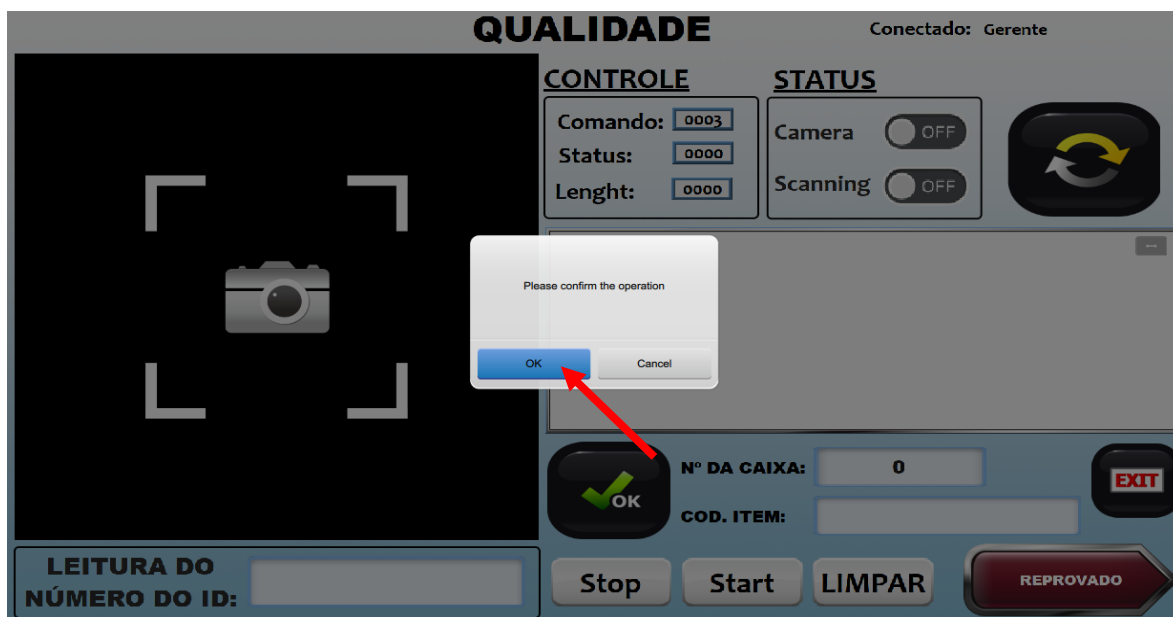 QUALIDADE
Conectado: Gerente
CONTROLE
STATUS
Comando: 0003
Status: 0000
Lenght: 0000
Camera OFF
Scanning OFF
Please confirm the operation
OK Cancel
OK
Nº DA CAIXA: 0
COD. ITEM:
EXIT
LEITURA DO
NÚMERO DO ID:
Stop Start LIMPAR
REPROVADO